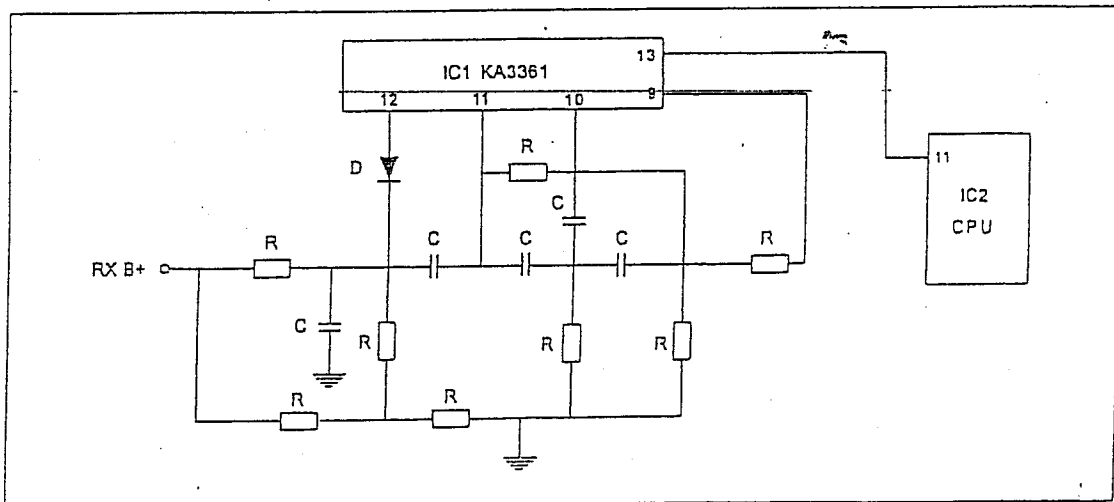 13
IC1 KA3361
12 11 10 9
R
D
11
IC2
CPU
C
R C C C R
RX B+
C R R R
R R